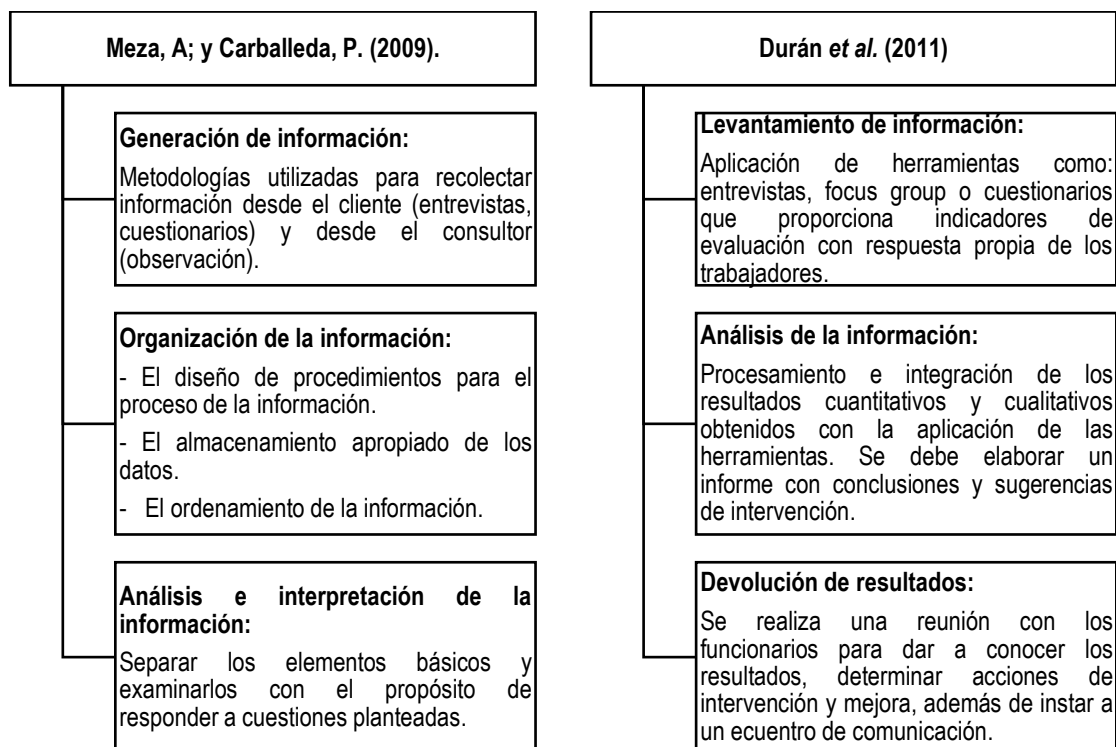 Meza, A; y Carballeda, P. (2009).
Generación de información:
Metodologías utilizadas para recolectar
información desde el cliente (entrevistas,
cuestionarios) y desde el consultor
(observación).
Organización de la información:
- El diseño de procedimientos para el
proceso de la información.
- El almacenamiento apropiado de los
datos.
- El ordenamiento de la información.
Análisis e interpretación de la
información:
Separar los elementos básicos y
examinarlos con el propósito de
responder a cuestiones planteadas.
Durán et al. (2011)
Levantamiento de información:
Aplicación de herramientas como:
entrevistas, focus group o cuestionarios
que proporciona indicadores de
evaluación con respuesta propia de los
trabajadores.
Análisis de la información:
Procesamiento e integración de los
resultados cuantitativos y cualitativos
obtenidos con la aplicación de las
herramientas. Se debe elaborar un
informe con conclusiones y sugerencias
de intervención.
Devolución de resultados:
Se realiza una reunión con los
funcionarios para dar a conocer los
resultados, determinar acciones de
intervención y mejora, además de instar a
un ecuentro de comunicación.